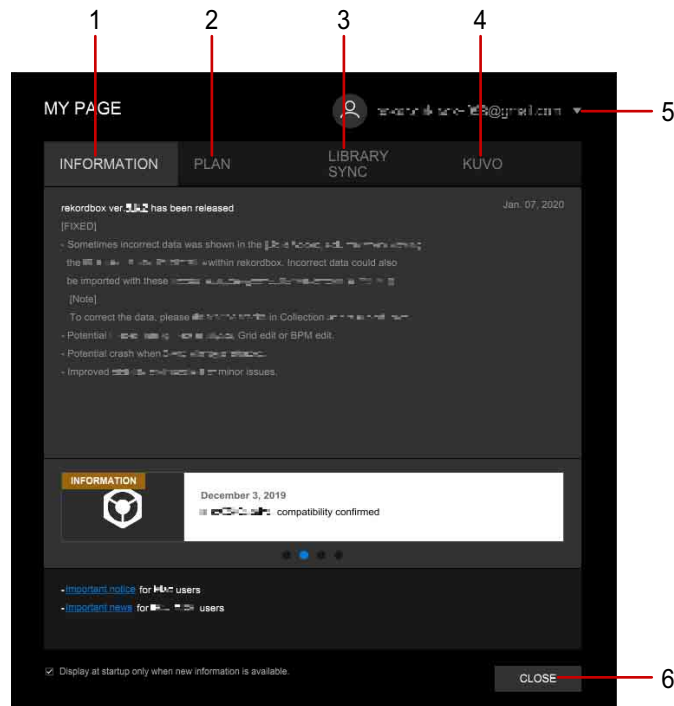 1 2 3 4
MY PAGE
@gmail.com
5
INFORMATION PLAN LIBRARY SYNC KUVO
rekordbox ver. has been released Jan. 07, 2020
[FIXED]
- Sometimes incorrect data was shown in the
the within rekordbox. Incorrect data could also
be imported with these
[Note]
To correct the data, please in Collection
- Potential Grid edit or BPM edit.
- Potential crash when
- Improved minor issues.
INFORMATION
December 3, 2019
compatibility confirmed
- Important notice for users
- Important news for users
Display at startup only when new information is available.
CLOSE
6